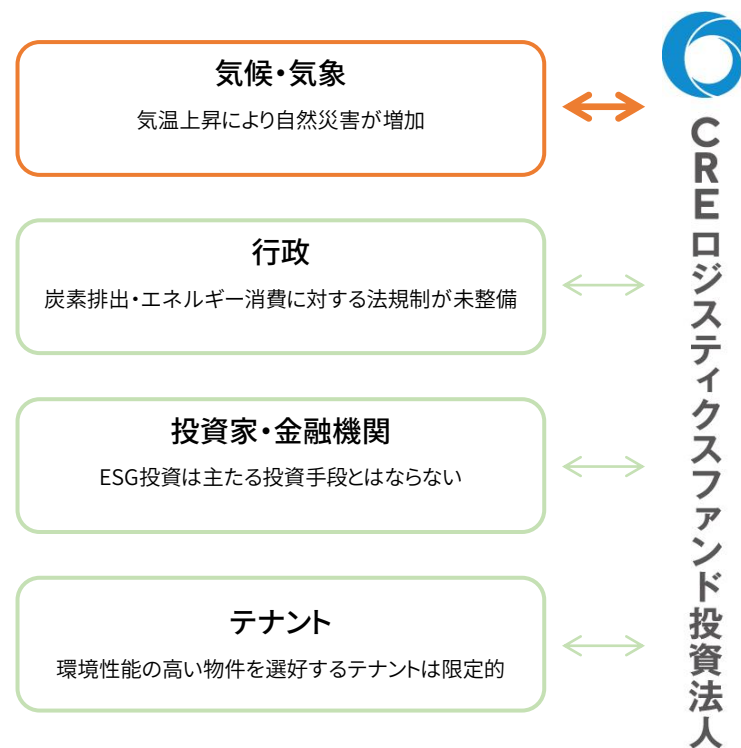 気候・気象
気温上昇により自然災害が増加
行政
炭素排出・エネルギー消費に対する法規制が未整備
投資家・金融機関
ESG投資は主たる投資手段とはならない
テナント
環境性能の高い物件を選好するテナントは限定的
CREロジスティクスファンド投資法人